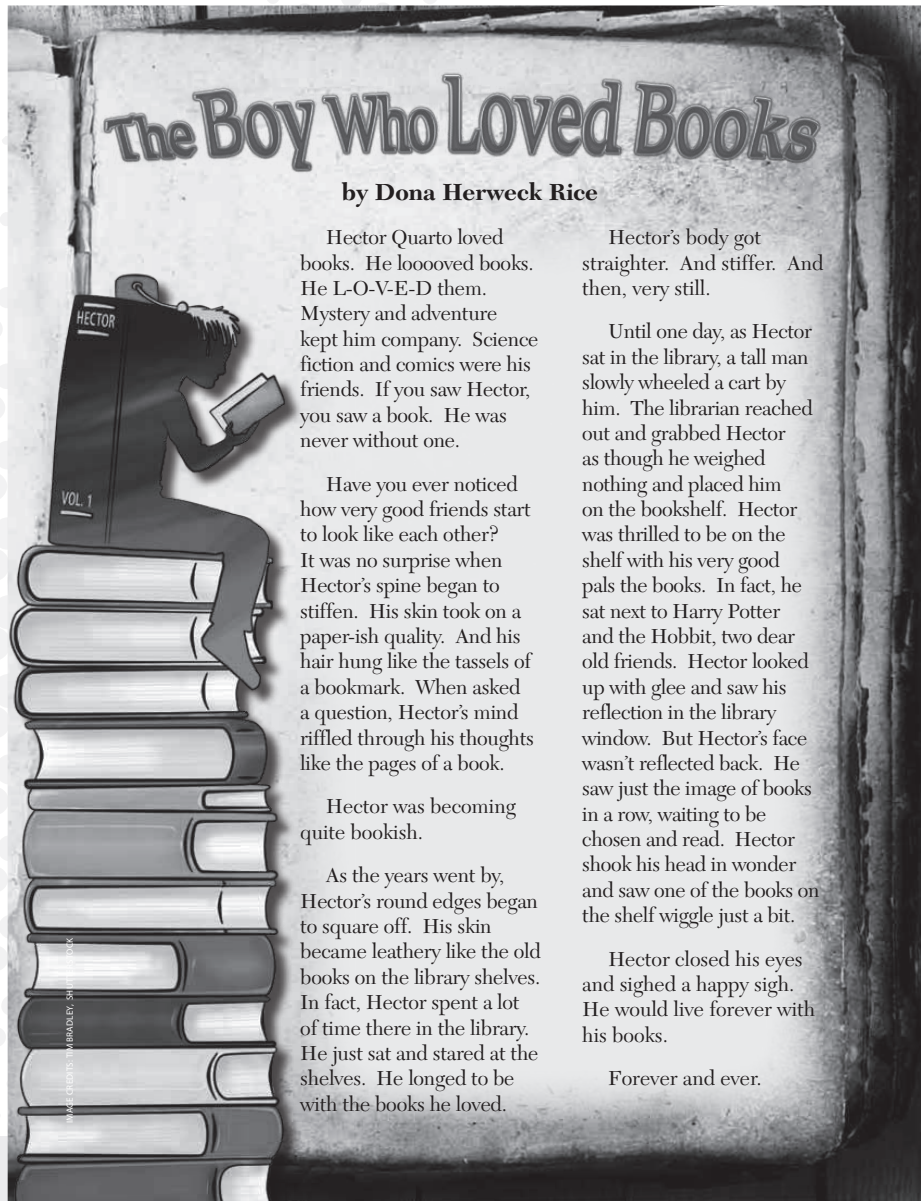 The Boy Who Loved Books
by Dona Herweck Rice
HECTOR
VOL. 1
Hector Quarto loved
books. He looooved books.
He L-O-V-E-D them.
Mystery and adventure
kept him company. Science
fiction and comics were his
friends. If you saw Hector,
you saw a book. He was
never without one.
Have you ever noticed
how very good friends start
to look like each other?
It was no surprise when
Hector's spine began to
stiffen. His skin took on a
paper-ish quality. And his
hair hung like the tassels of
a bookmark. When asked
a question, Hector's mind
riffled through his thoughts
like the pages of a book.
Hector was becoming
quite bookish.
As the years went by,
Hector's round edges began
to square off. His skin
became leathery like the old
books on the library shelves.
In fact, Hector spent a lot
of time there in the library.
He just sat and stared at the
shelves. He longed to be
with the books he loved.
Hector's body got
straighter. And stiffer. And
then, very still.
Until one day, as Hector
sat in the library, a tall man
slowly wheeled a cart by
him. The librarian reached
out and grabbed Hector
as though he weighed
nothing and placed him
on the bookshelf. Hector
was thrilled to be on the
shelf with his very good
pals the books. In fact, he
sat next to Harry Potter
and the Hobbit, two dear
old friends. Hector looked
up with glee and saw his
reflection in the library
window. But Hector's face
wasn't reflected back. He
saw just the image of books
in a row, waiting to be
chosen and read. Hector
shook his head in wonder
and saw one of the books on
the shelf wiggle just a bit.
Hector closed his eyes
and sighed a happy sigh.
He would live forever with
his books.
Forever and ever.
IMAGE CREDITS: TIM BRADLEY,